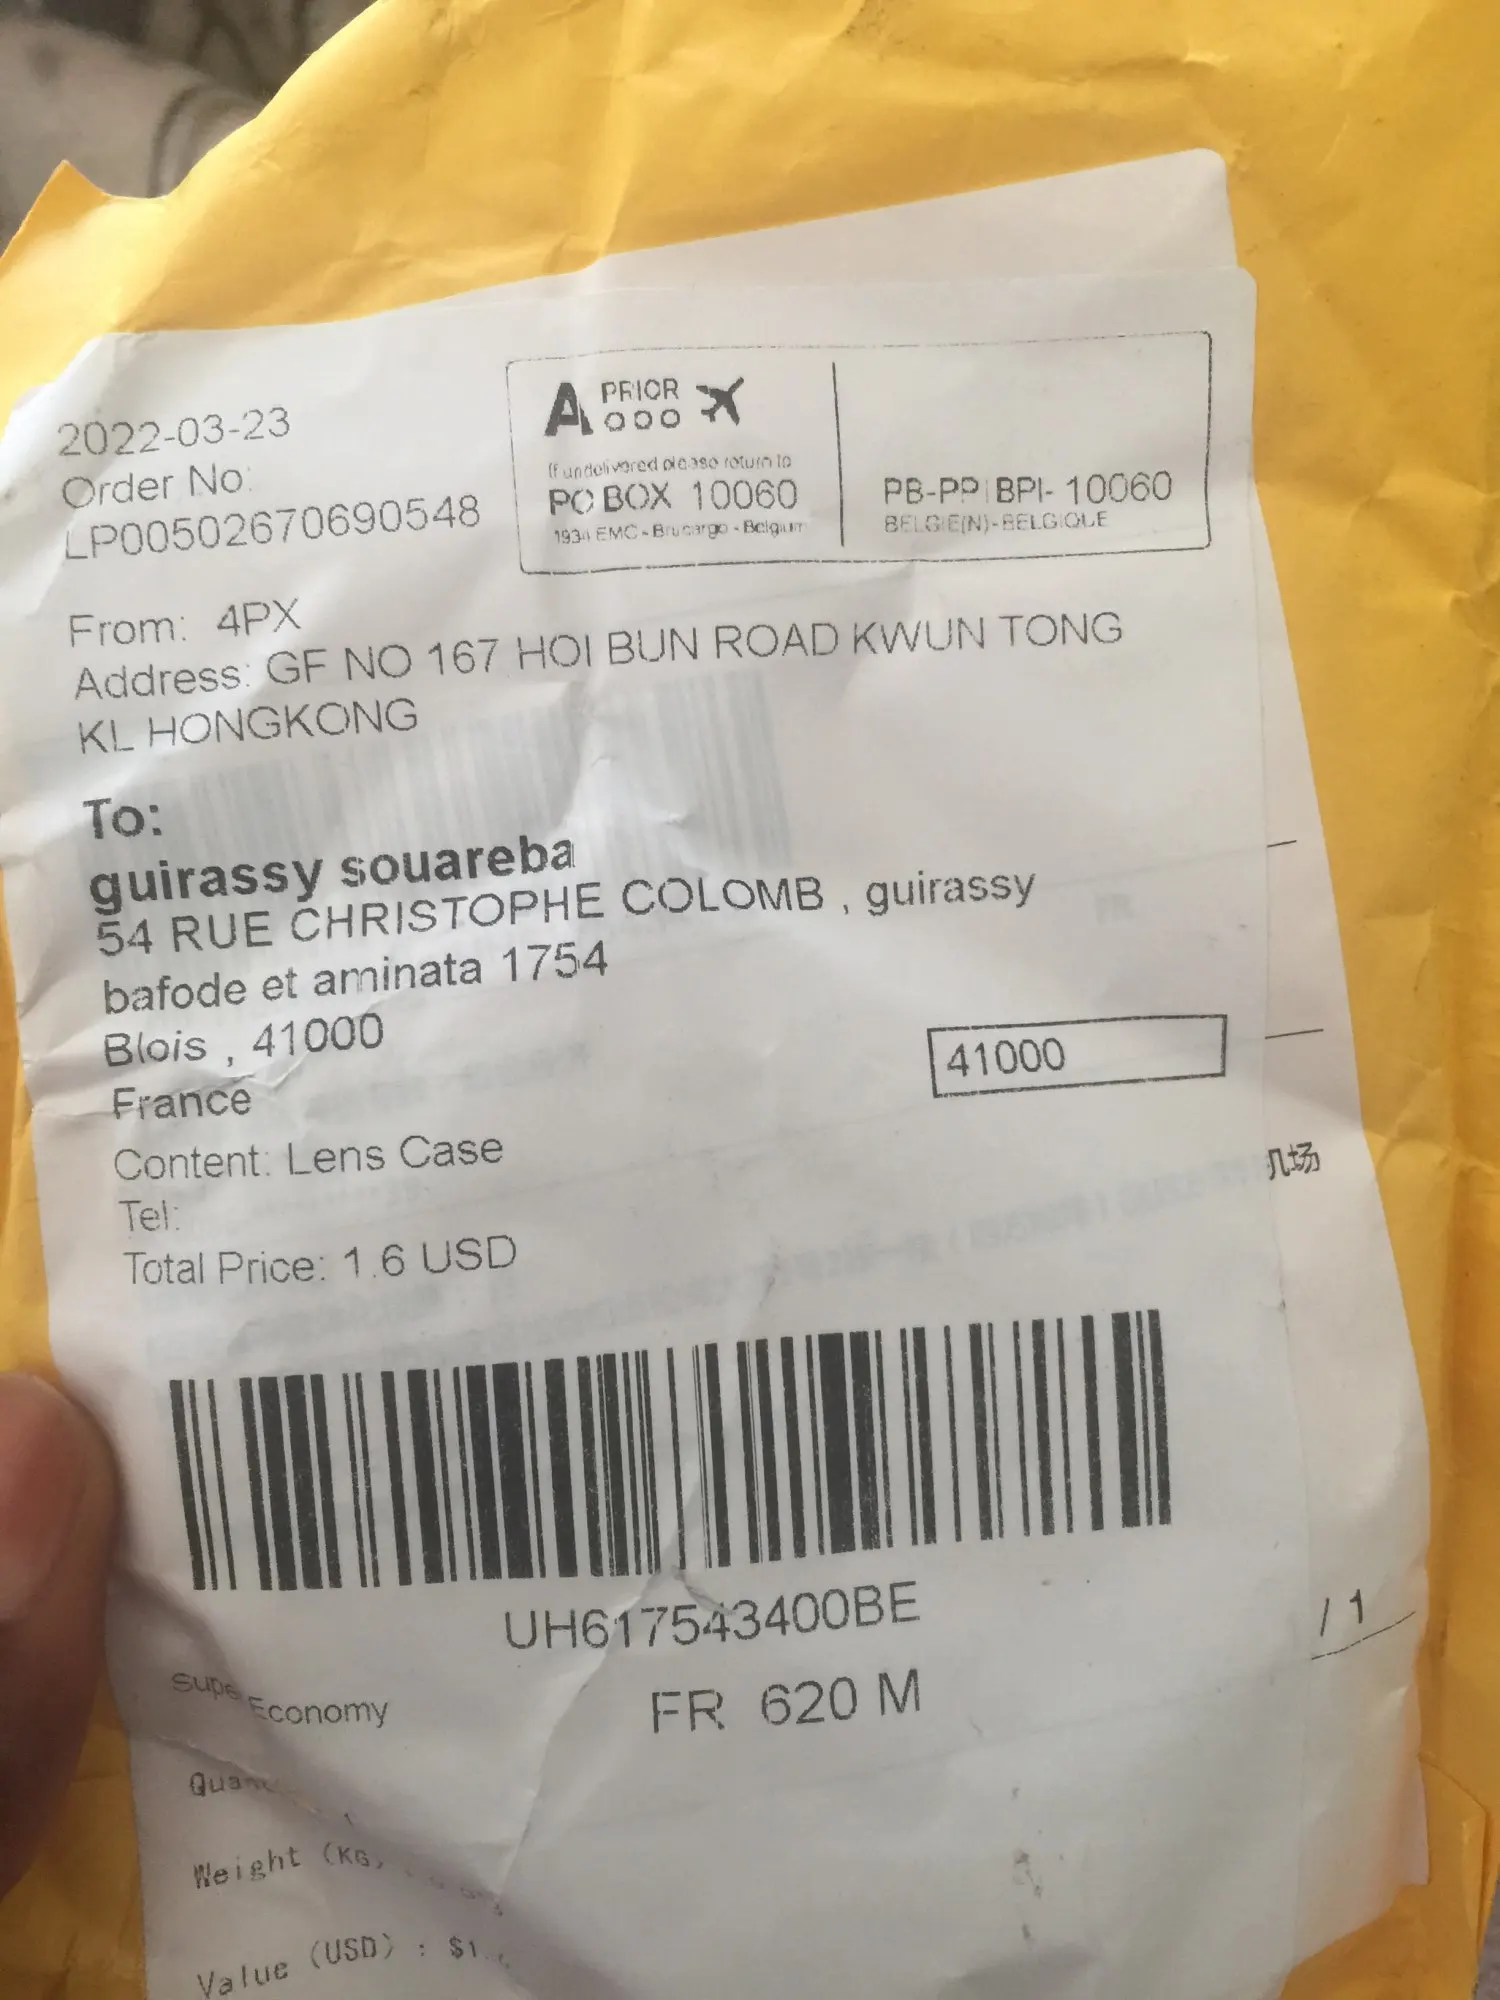 2022-03-23
Order No:
LP00502670690548
A PRIOR
If undelivered please return to
PO BOX 10060
1934 EMC - Brucargo - Belgium
PB-PP BPI- 10060
BELGIE(N)-BELGIQUE
From: 4PX
Address: GF NO 167 HOI BUN ROAD KWUN TONG
KL HONGKONG
To:
guirassy souareba
54 RUE CHRISTOPHE COLOMB , guirassy
bafode et aminata 1754
Blois , 41000
41000
France
Content: Lens Case
机场
Tel:
Total Price: 1.6 USD
UH617543400BE
/ 1
Economy
FR 620 M
Weight (KG)
Value (USD) : $1